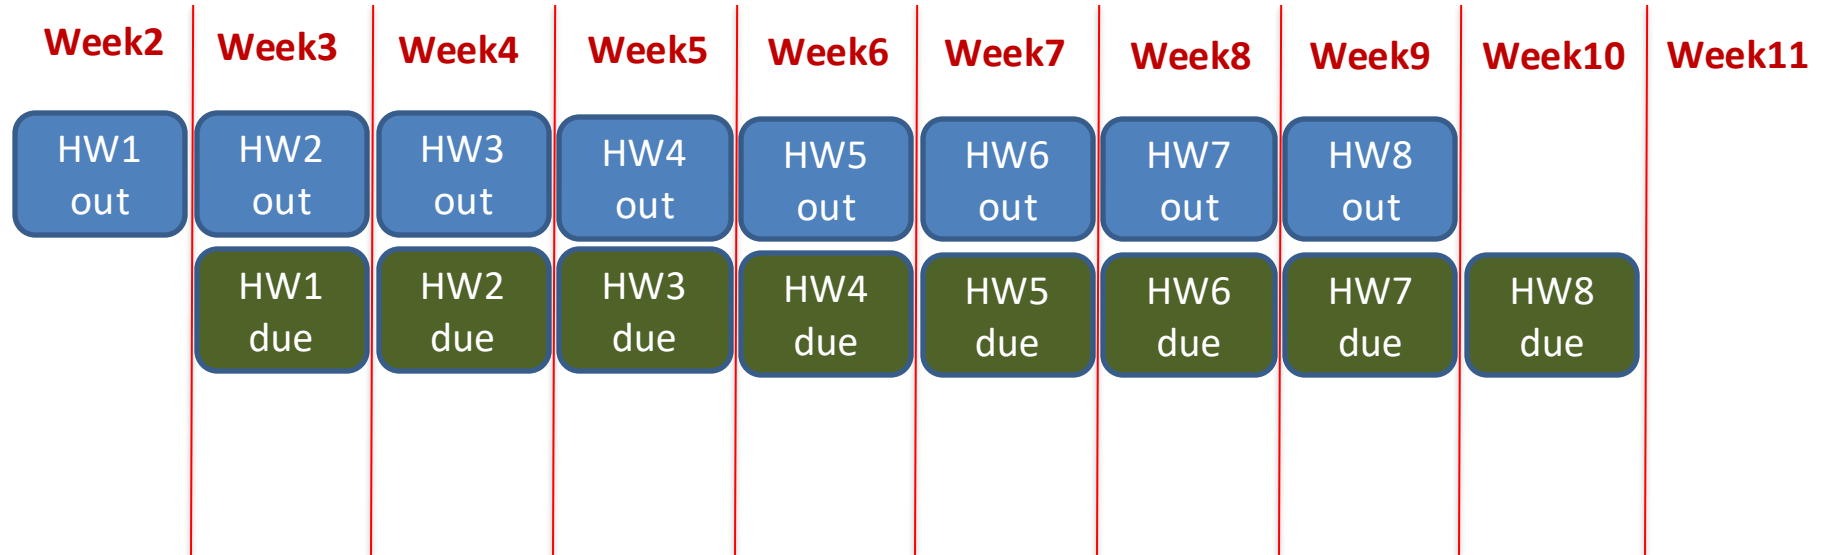 Week2 Week3 Week4 Week5 Week6 Week7 Week8 Week9 Week10 Week11
HW1 HW2 HW3 HW4 HW5 HW6 HW7 HW8
out out out out out out out out
HW1 HW2 HW3 HW4 HW5 HW6 HW7 HW8
due due due due due due due due